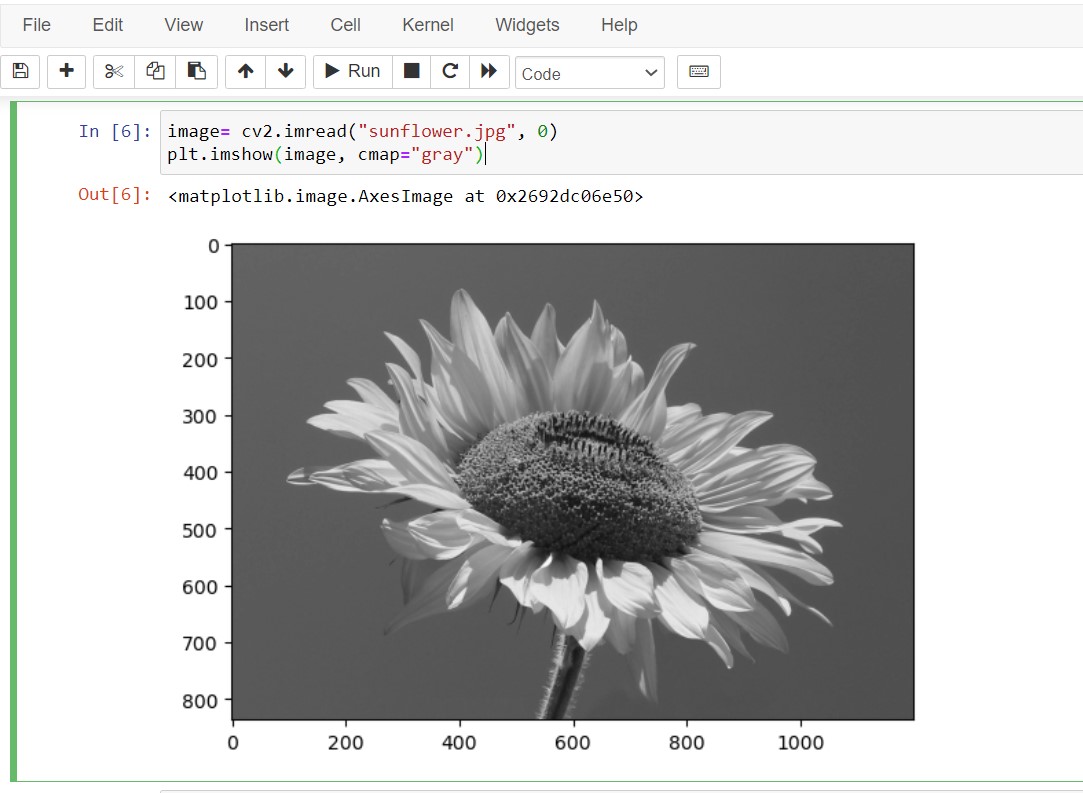 File Edit View Insert Cell Kernel Widgets Help
Run Code
In [6]: image= cv2.imread("sunflower.jpg", 0)
plt.imshow(image, cmap="gray")
Out[6]: <matplotlib.image.AxesImage at 0x2692dc06e50>
0
100
200
300
400
500
600
700
800
0 200 400 600 800 1000